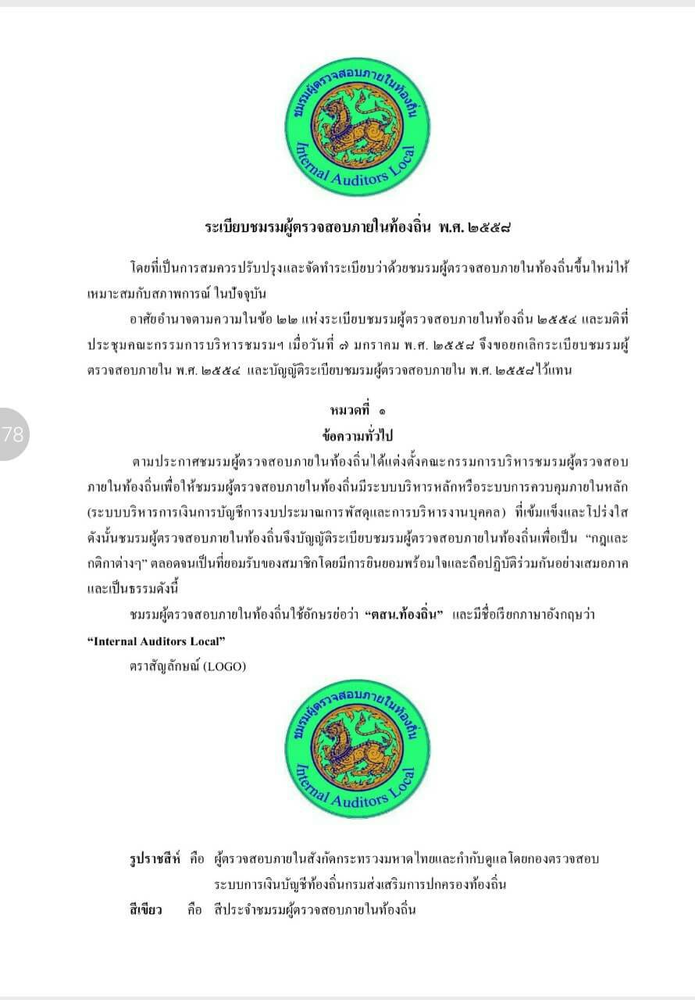 ชมรมผู้ตรวจสอบภายในท้องถิ่น
Internal Auditors Local
ระเบียบชมรมผู้ตรวจสอบภายในท้องถิ่น พ.ศ. ๒๕๕๘
โดยที่เป็นการสมควรปรับปรุงและจัดทำระเบียบว่าด้วยชมรมผู้ตรวจสอบภายในท้องถิ่นขึ้นใหม่ให้
เหมาะสมกับสภาพการณ์ ในปัจจุบัน
อาศัยอำนาจตามความในข้อ ๒๒ แห่งระเบียบชมรมผู้ตรวจสอบภายในท้องถิ่น ๒๕๕๔ และมติที่
ประชุมคณะกรรมการบริหารชมรมฯ เมื่อวันที่ ๗ มกราคม พ.ศ. ๒๕๕๘ จึงขอยกเลิกระเบียบชมรมผู้
ตรวจสอบภายใน พ.ศ. ๒๕๕๔ และบัญญัติระเบียบชมรมผู้ตรวจสอบภายใน พ.ศ. ๒๕๕๘ ไว้แทน
หมวดที่ ๑
78
ข้อความทั่วไป
ตามประกาศชมรมผู้ตรวจสอบภายในท้องถิ่นได้แต่งตั้งคณะกรรมการบริหารชมรมผู้ตรวจสอบ
ภายในท้องถิ่นเพื่อให้ชมรมผู้ตรวจสอบภายในท้องถิ่นมีระบบบริหารหลักหรือระบบการควบคุมภายในหลัก
(ระบบบริหารการเงินการบัญชีการงบประมาณการพัสดุและการบริหารงานบุคคล) ที่เข้มแข็งและโปร่งใส
ดังนั้นชมรมผู้ตรวจสอบภายในท้องถิ่นจึงบัญญัติระเบียบชมรมผู้ตรวจสอบภายในท้องถิ่นเพื่อเป็น “กฎและ
กติกาต่างๆ” ตลอดจนเป็นที่ยอมรับของสมาชิกโดยมีการยินยอมพร้อมใจและถือปฏิบัติร่วมกันอย่างเสมอภาค
และเป็นธรรมดังนี้
ชมรมผู้ตรวจสอบภายในท้องถิ่นใช้อักษรย่อว่า “ตสน.ท้องถิ่น” และมีชื่อเรียกภาษาอังกฤษว่า
“Internal Auditors Local”
ตราสัญลักษณ์ (LOGO)
ชมรมผู้ตรวจสอบภายในท้องถิ่น
Internal Auditors Local
รูปราชสีห์ คือ ผู้ตรวจสอบภายในสังกัดกระทรวงมหาดไทยและกำกับดูแลโดยกองตรวจสอบ
ระบบการเงินบัญชีท้องถิ่นกรมส่งเสริมการปกครองท้องถิ่น
สีเขียว คือ สีประจำชมรมผู้ตรวจสอบภายในท้องถิ่น